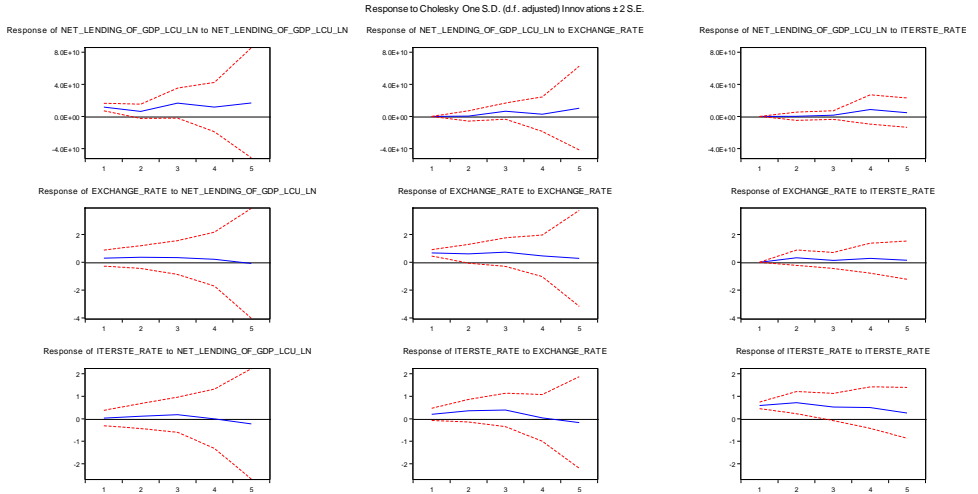 Response to Cholesky One S.D. (d.f. adjusted) Innovations ± 2 S.E.
Response of NET_LENDING_OF_GDP_LCU_LN to NET_LENDING_OF_GDP_LCU_LN
Response of NET_LENDING_OF_GDP_LCU_LN to EXCHANGE_RATE
Response of NET_LENDING_OF_GDP_LCU_LN to ITERSTE_RATE
8.0E+10
4.0E+10
0.0E+00
-4.0E+10
1 2 3 4 5
8.0E+10
4.0E+10
0.0E+00
-4.0E+10
1 2 3 4 5
8.0E+10
4.0E+10
0.0E+00
-4.0E+10
1 2 3 4 5
Response of EXCHANGE_RATE to NET_LENDING_OF_GDP_LCU_LN
Response of EXCHANGE_RATE to EXCHANGE_RATE
Response of EXCHANGE_RATE to ITERSTE_RATE
2
0
-2
-4
1 2 3 4 5
2
0
-2
-4
1 2 3 4 5
2
0
-2
-4
1 2 3 4 5
Response of ITERSTE_RATE to NET_LENDING_OF_GDP_LCU_LN
Response of ITERSTE_RATE to EXCHANGE_RATE
Response of ITERSTE_RATE to ITERSTE_RATE
2
1
0
-1
-2
1 2 3 4 5
2
1
0
-1
-2
1 2 3 4 5
2
1
0
-1
-2
1 2 3 4 5